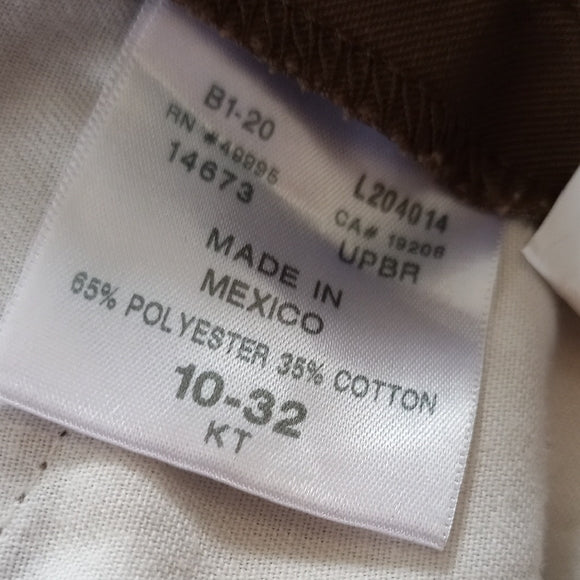 B1-20
RN #49995 L204014
14673 CA# 19208
UPBR
MADE IN
MEXICO
65% POLYESTER 35% COTTON
10-32
KT